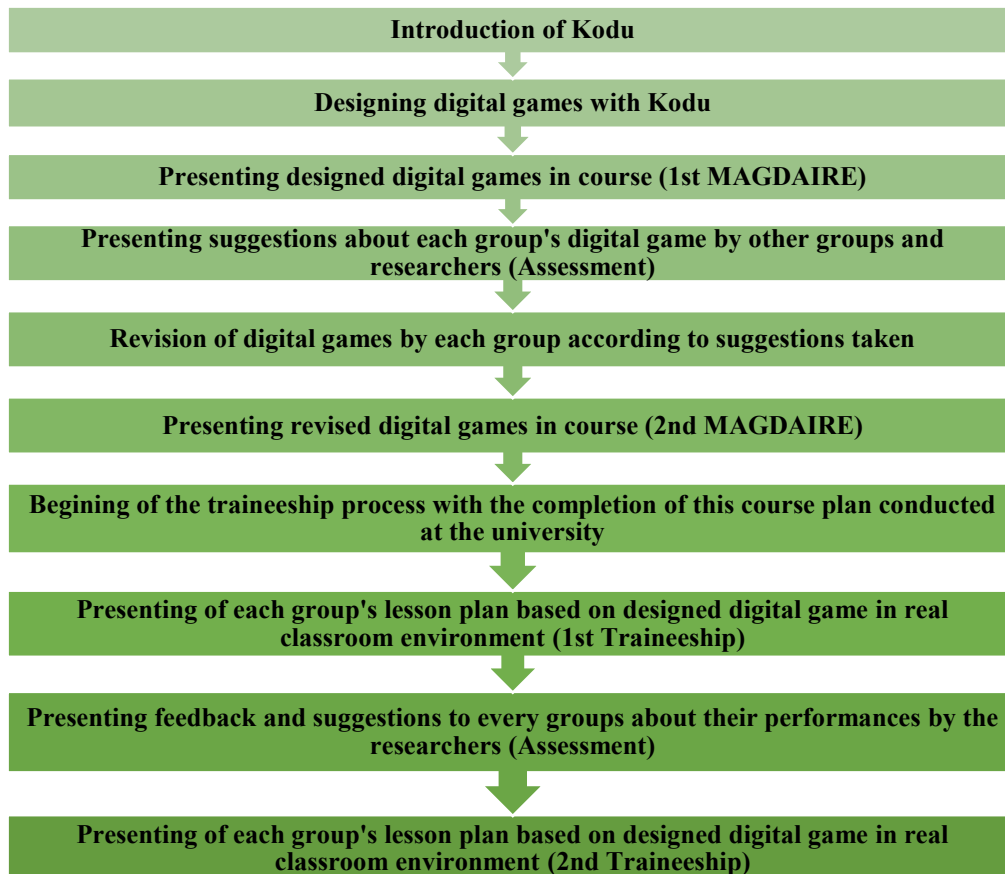 Introduction of Kodu
Designing digital games with Kodu
Presenting designed digital games in course (1st MAGDAIRE)
Presenting suggestions about each group's digital game by other groups and
researchers (Assessment)
Revision of digital games by each group according to suggestions taken
Presenting revised digital games in course (2nd MAGDAIRE)
Begining of the traineeship process with the completion of this course plan conducted
at the university
Presenting of each group's lesson plan based on designed digital game in real
classroom environment (1st Traineeship)
Presenting feedback and suggestions to every groups about their performances by the
researchers (Assessment)
Presenting of each group's lesson plan based on designed digital game in real
classroom environment (2nd Traineeship)